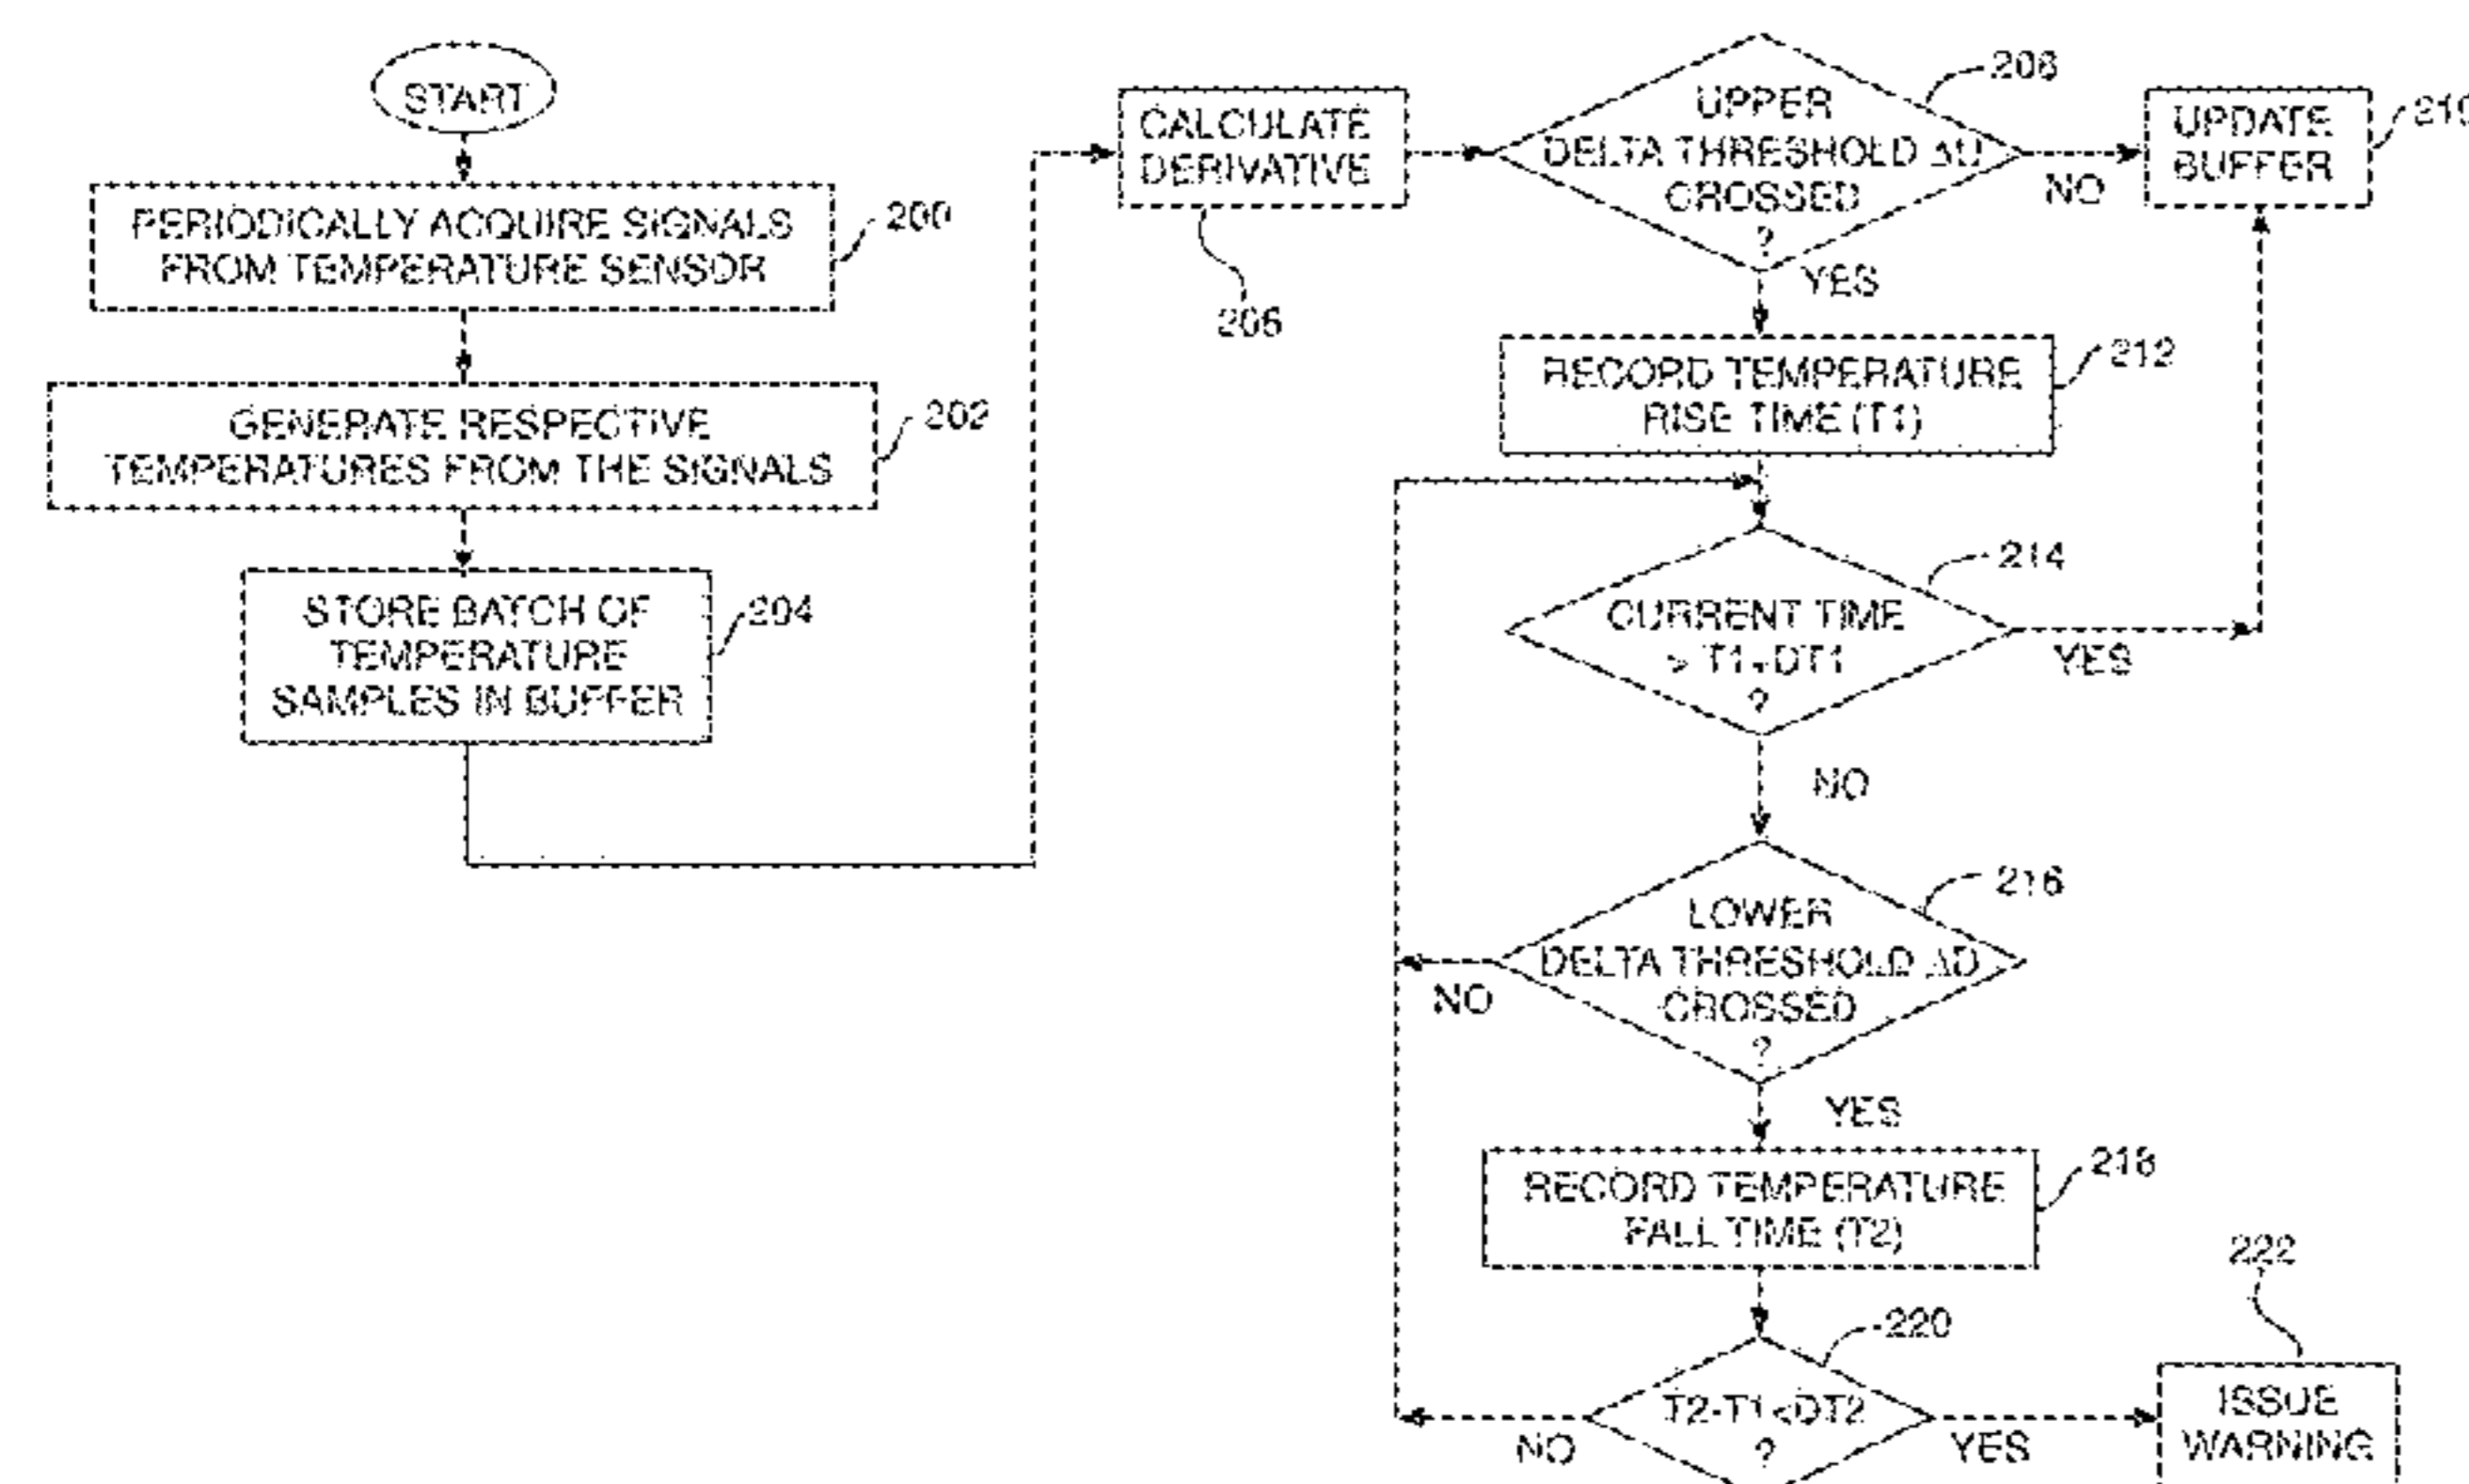 START
PERIODICALLY ACQUIRE SIGNALS
FROM TEMPERATURE SENSOR
200
GENERATE RESPECTIVE
TEMPERATURES FROM THE SIGNALS
202
STORE BATCH OF
TEMPERATURE
SAMPLES IN BUFFER
204
CALCULATE
DERIVATIVE
206
UPPER
DELTA THRESHOLD ΔU
CROSSED
?
208
NO
YES
UPDATE
BUFFER
210
RECORD TEMPERATURE
RISE TIME (T1)
212
CURRENT TIME
> T1+DT1
?
214
YES
NO
LOWER
DELTA THRESHOLD ΔD
CROSSED
?
216
NO
YES
RECORD TEMPERATURE
FALL TIME (T2)
218
T2-T1<DT2
?
220
NO
YES
222
ISSUE
WARNING